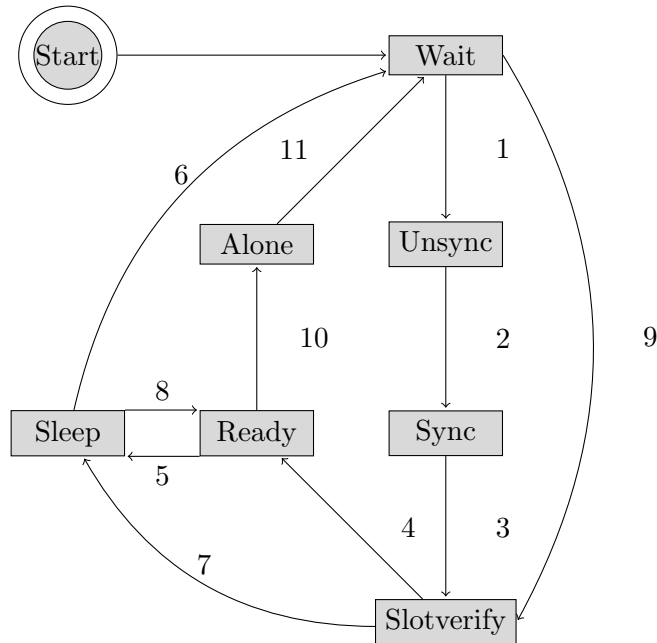 Start
Wait
11
1
6
Alone
Unsync
10
2
9
8
Sleep
Ready
Sync
5
4
3
7
Slotverify